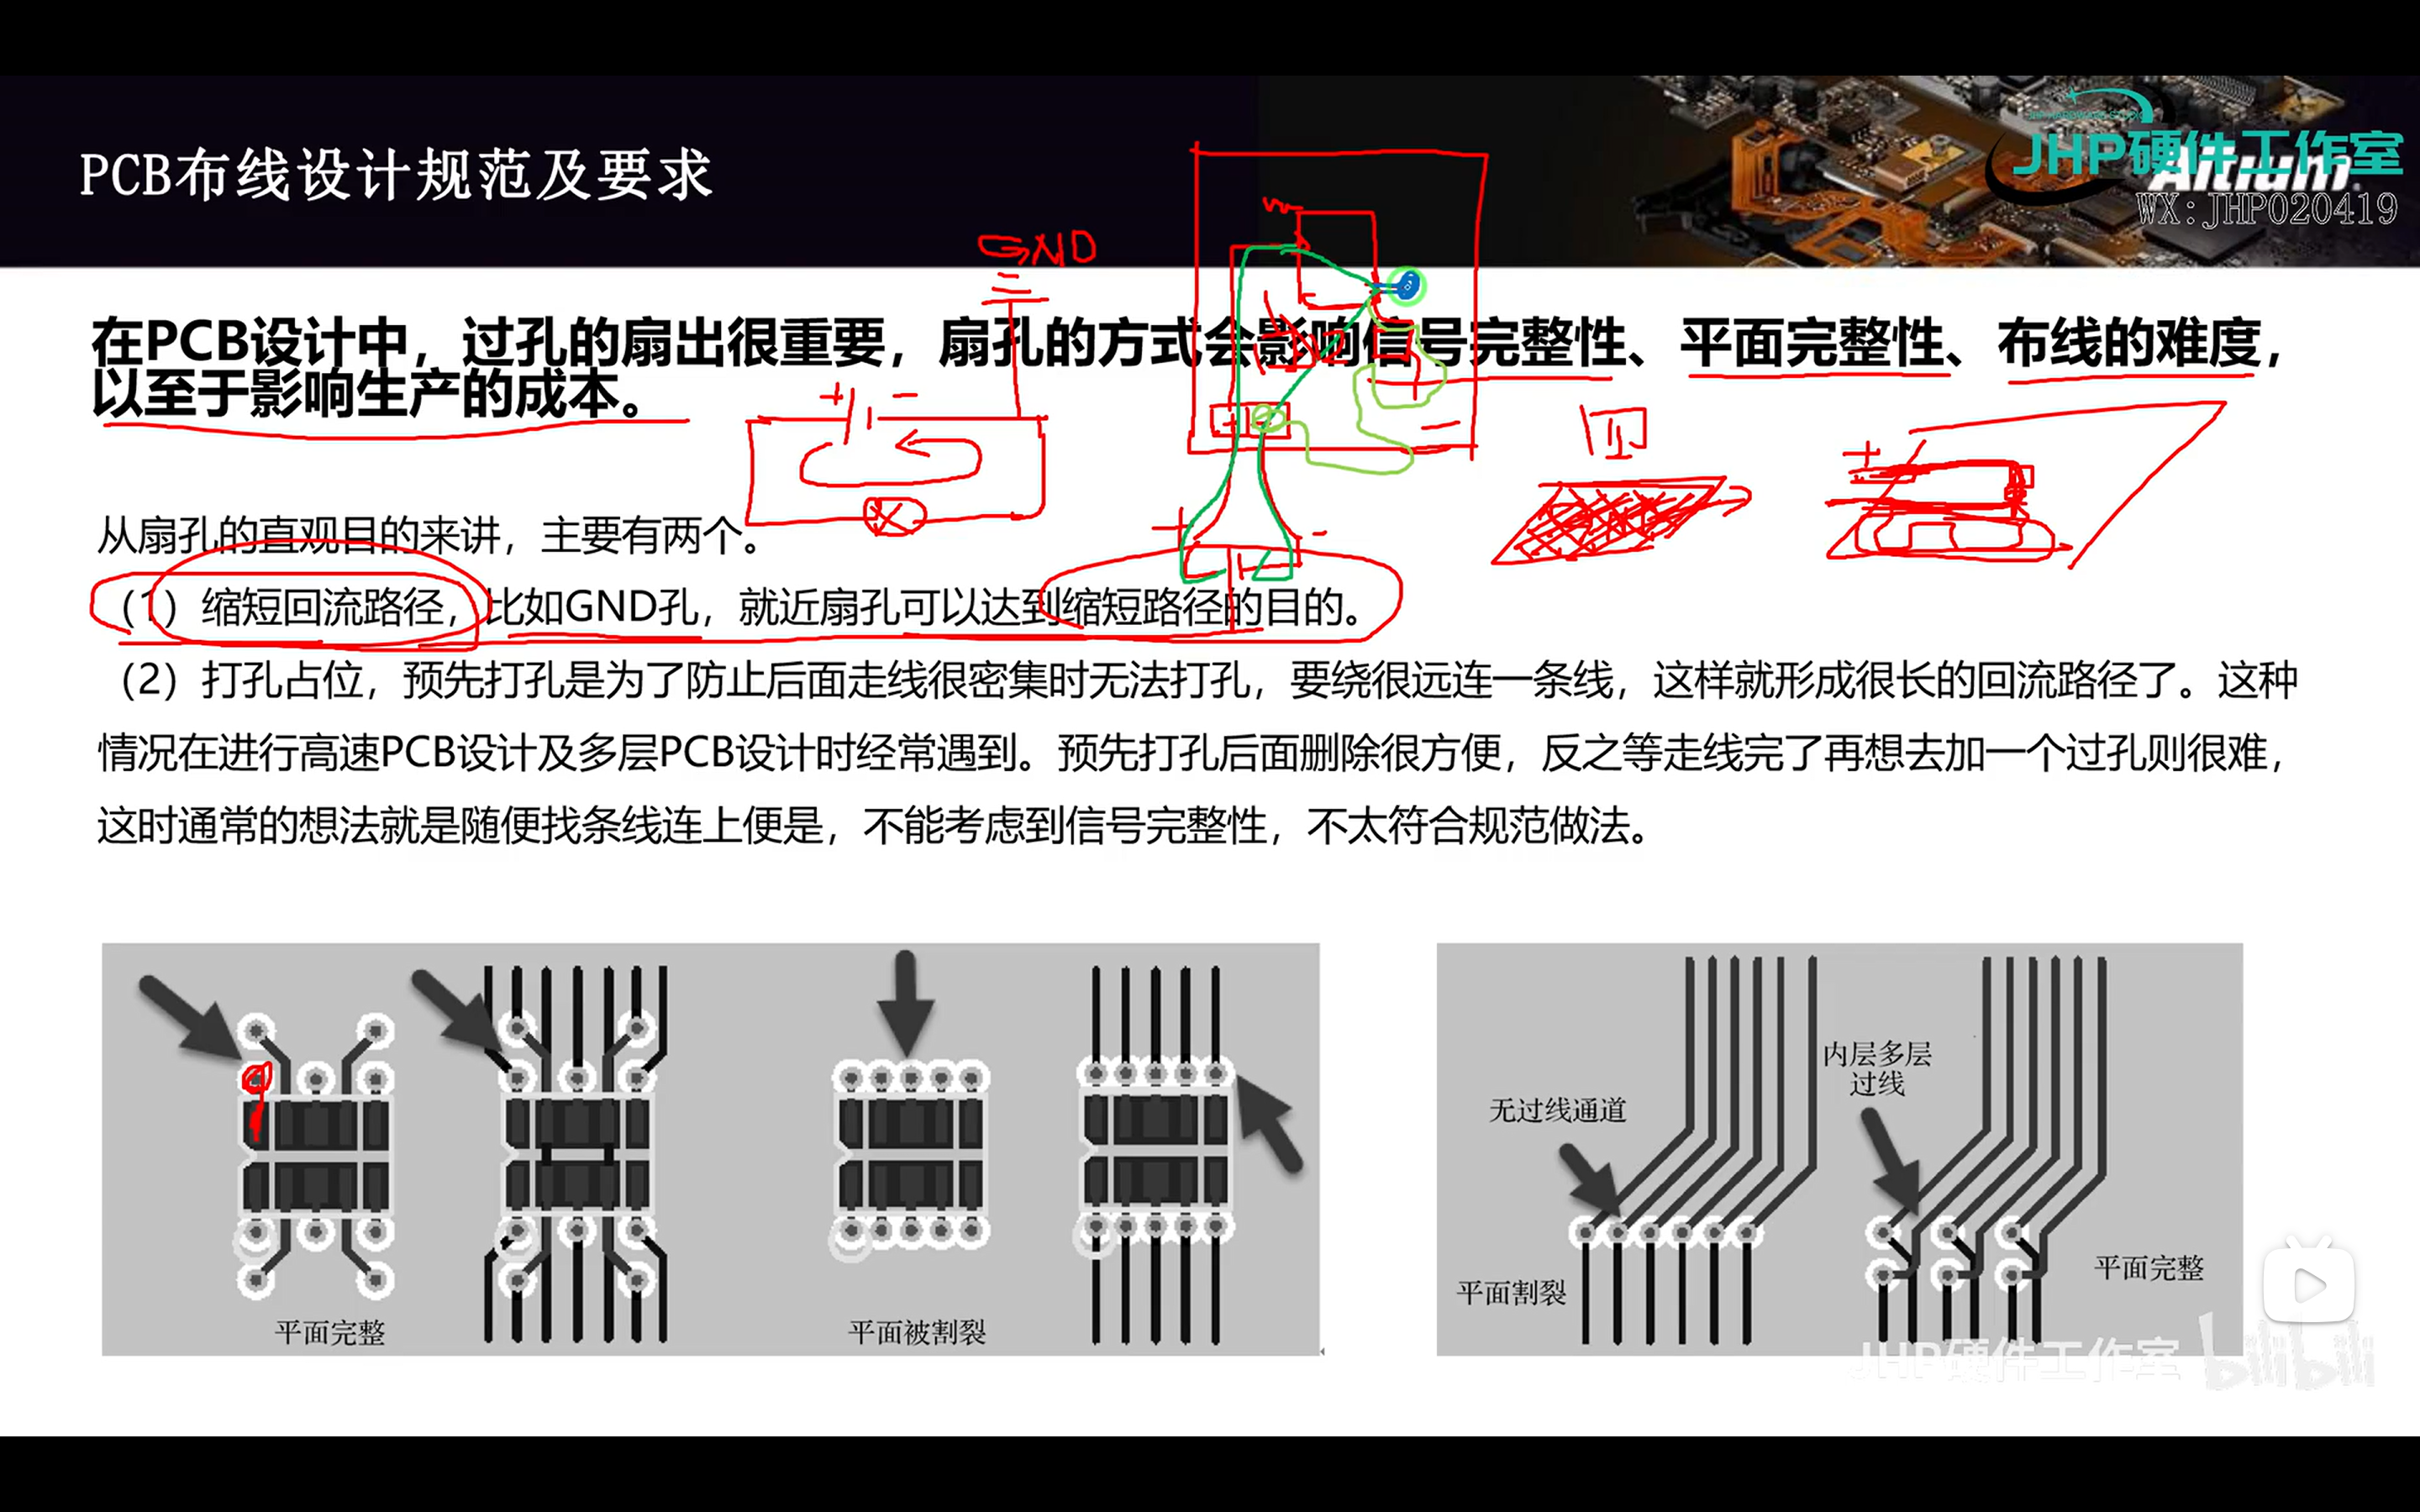 JHP硬件工作室
Altium
WX:JHP020419
PCB布线设计规范及要求
GND
在PCB设计中，过孔的扇出很重要，扇孔的方式会影响信号完整性、平面完整性、布线的难度，
以至于影响生产的成本。
+ -
从扇孔的直观目的来讲，主要有两个。
+ -
+
（1）缩短回流路径，比如GND孔，就近扇孔可以达到缩短路径的目的。
（2）打孔占位，预先打孔是为了防止后面走线很密集时无法打孔，要绕很远连一条线，这样就形成很长的回流路径了。这种
情况在进行高速PCB设计及多层PCB设计时经常遇到。预先打孔后面删除很方便，反之等走线完了再想去加一个过孔则很难，
这时通常的想法就是随便找条线连上便是，不能考虑到信号完整性，不太符合规范做法。
平面完整
平面被割裂
无过线通道
内层多层
过线
平面割裂
平面完整
JHP硬件工作室
bilibili